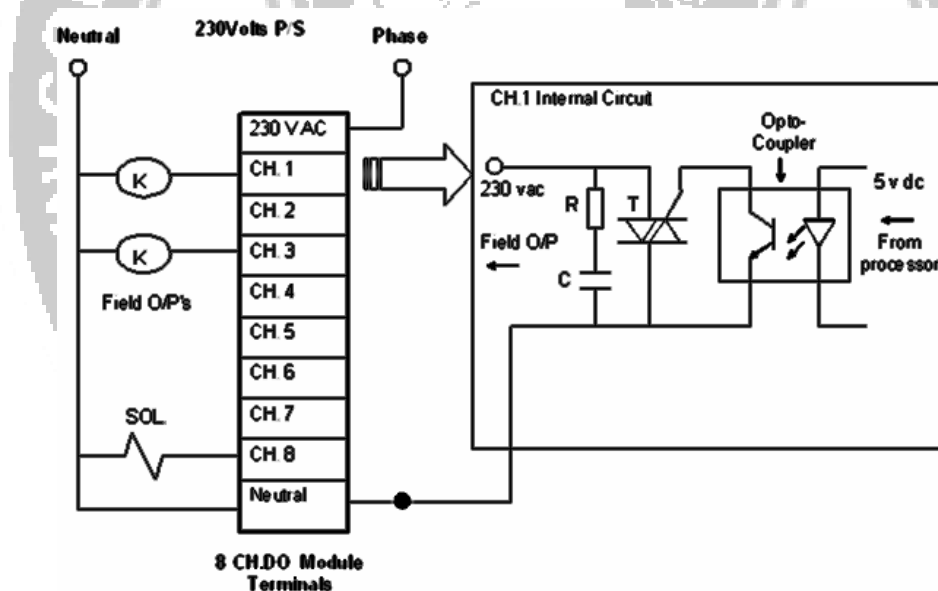 230Volts P/S
Neutral
Phase
230 VAC
CH. 1
CH. 2
CH. 3
CH. 4
CH. 5
CH. 6
CH. 7
CH. 8
Neutral
K
K
Field O/P's
SOL.
8 CH.DO Module
Terminals
CH.1 Internal Circuit
Opto-
Coupler
230 vac
R
T
5 v dc
Field O/P
C
From
processor